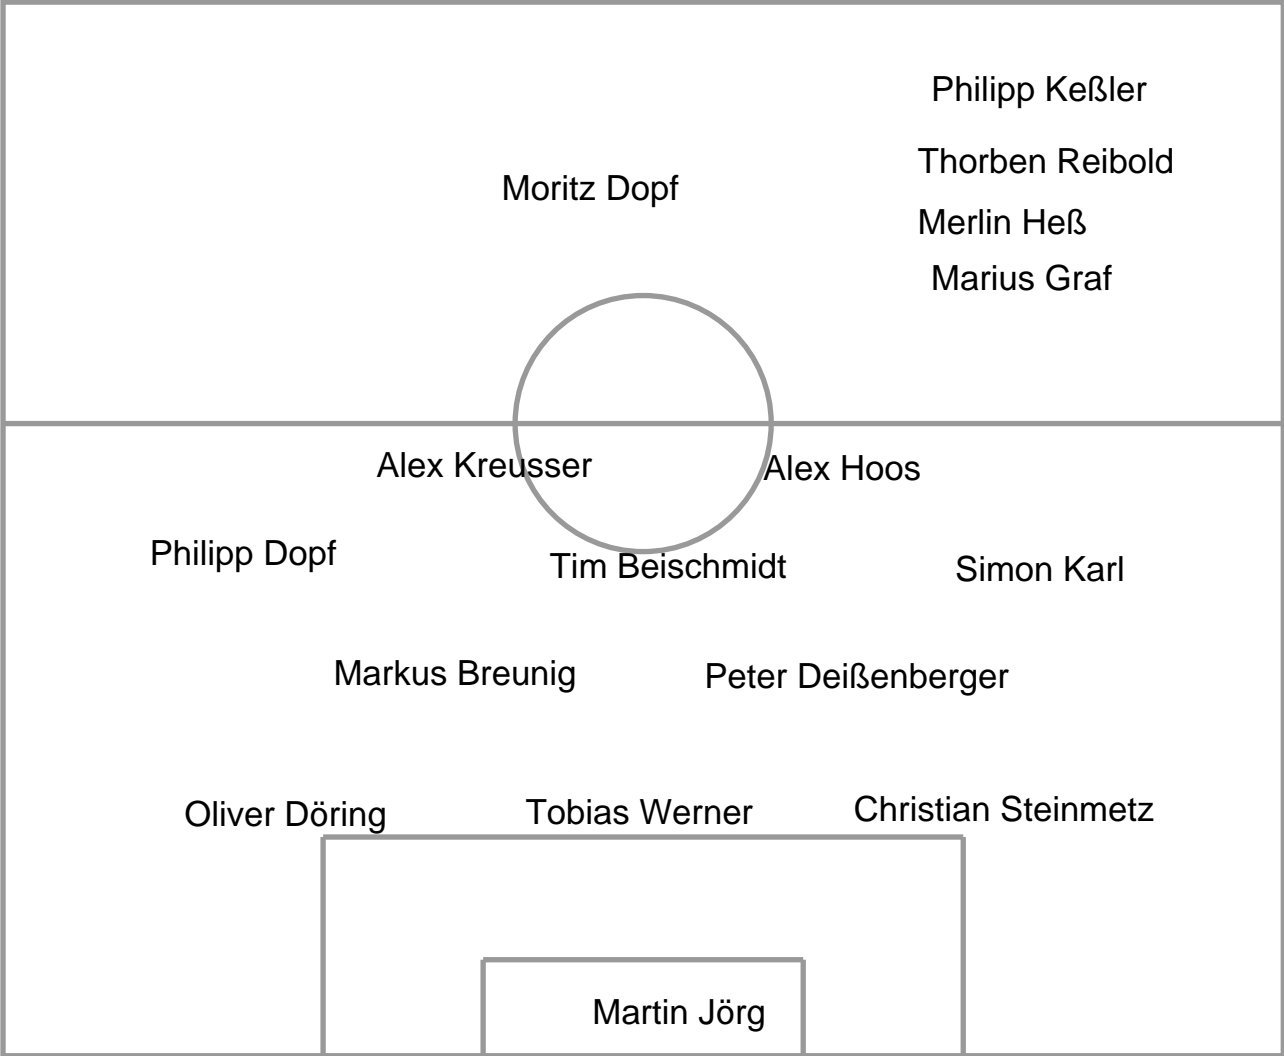 Philipp Keßler
Thorben Reibold
Moritz Dopf
Merlin Heß
Marius Graf
Alex Kreusser
Alex Hoos
Philipp Dopf
Tim Beischmidt
Simon Karl
Markus Breunig
Peter Deißenberger
Oliver Döring
Tobias Werner
Christian Steinmetz
Martin Jörg